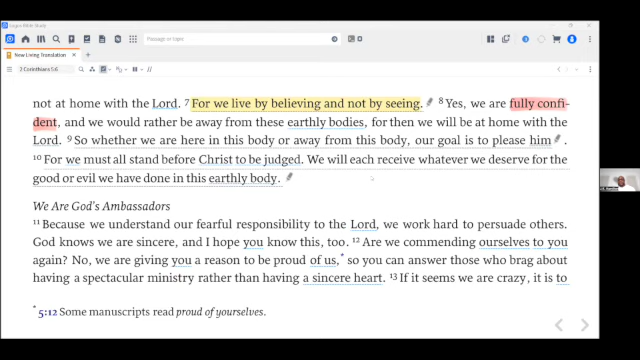 Logos Bible Study
Passage or topic
New Living Translation
2 Corinthians 5:6
not at home with the Lord. 7 For we live by believing and not by seeing. 8 Yes, we are fully confi-
dent, and we would rather be away from these earthly bodies, for then we will be at home with the
Lord. 9 So whether we are here in this body or away from this body, our goal is to please him.
10 For we must all stand before Christ to be judged. We will each receive whatever we deserve for the
good or evil we have done in this earthly body.
We Are God's Ambassadors
11 Because we understand our fearful responsibility to the Lord, we work hard to persuade others.
God knows we are sincere, and I hope you know this, too. 12 Are we commending ourselves to you
again? No, we are giving you a reason to be proud of us,* so you can answer those who brag about
having a spectacular ministry rather than having a sincere heart. 13 If it seems we are crazy, it is to
* 5:12 Some manuscripts read proud of yourselves.